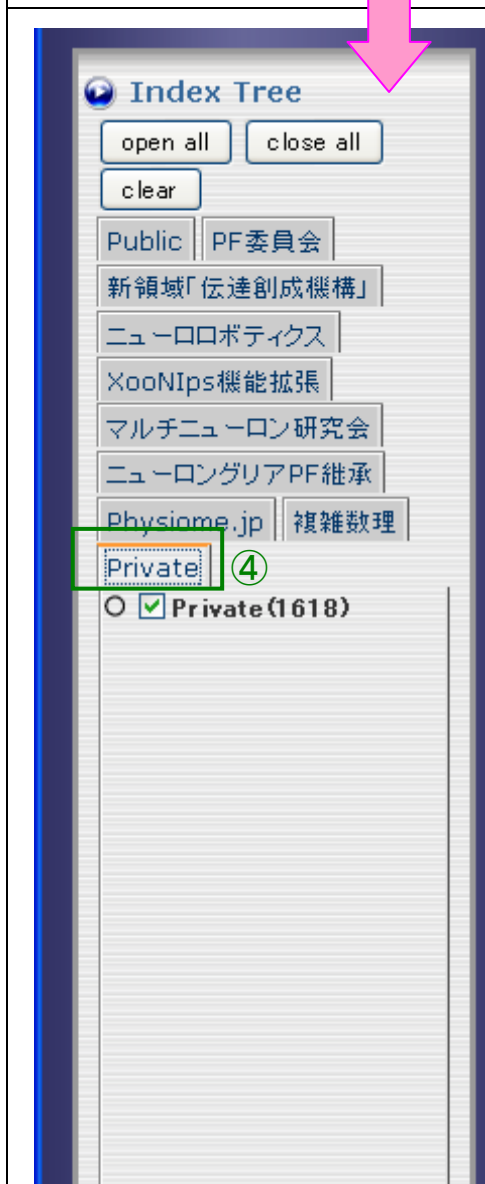 Index Tree
open all close all
clear
Public PF委員会
新領域「伝達創成機構」
ニューロロボティクス
XooNIps機能拡張
マルチニューロン研究会
ニューロングリアPF継承
Physiome.jp 複雑数理
Private ④
Private(1618)